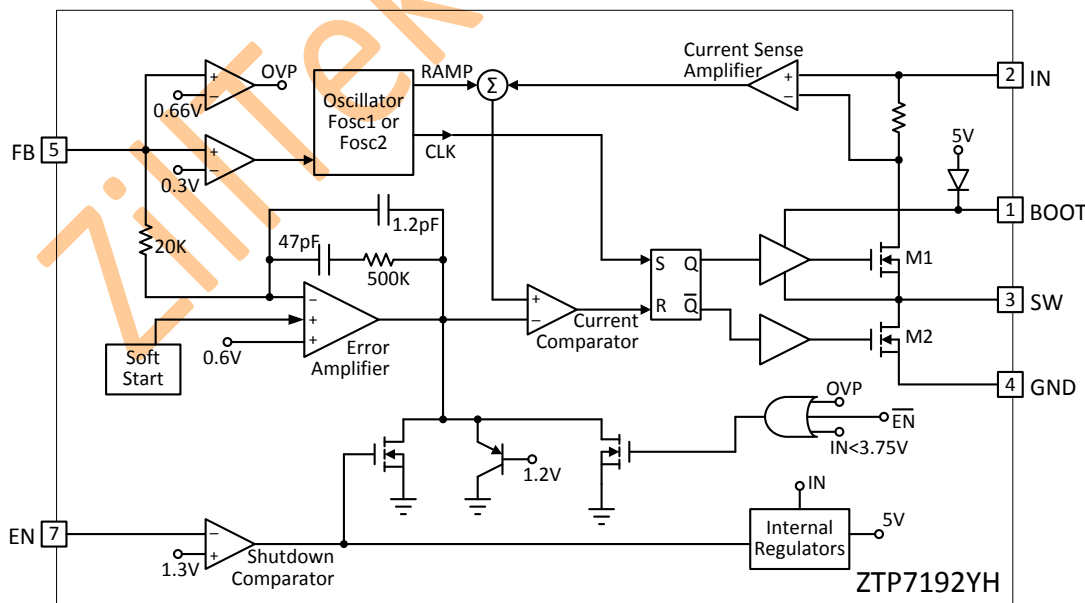 OVP
0.66V
0.3V
FB 5
Oscillator
Fosc1 or
Fosc2
RAMP
CLK
Σ
Current Sense
Amplifier
+
−
2 IN
5V
1 BOOT
20K
1.2pF
47pF
500K
Soft
Start
0.6V
Error
Amplifier
Current
Comparator
S Q
R Q̅
M1
3 SW
M2
4 GND
OVP
E̅N̅
IN<3.75V
1.2V
IN
Internal
Regulators
5V
EN 7
1.3V
Shutdown
Comparator
ZTP7192YH
ZillTek